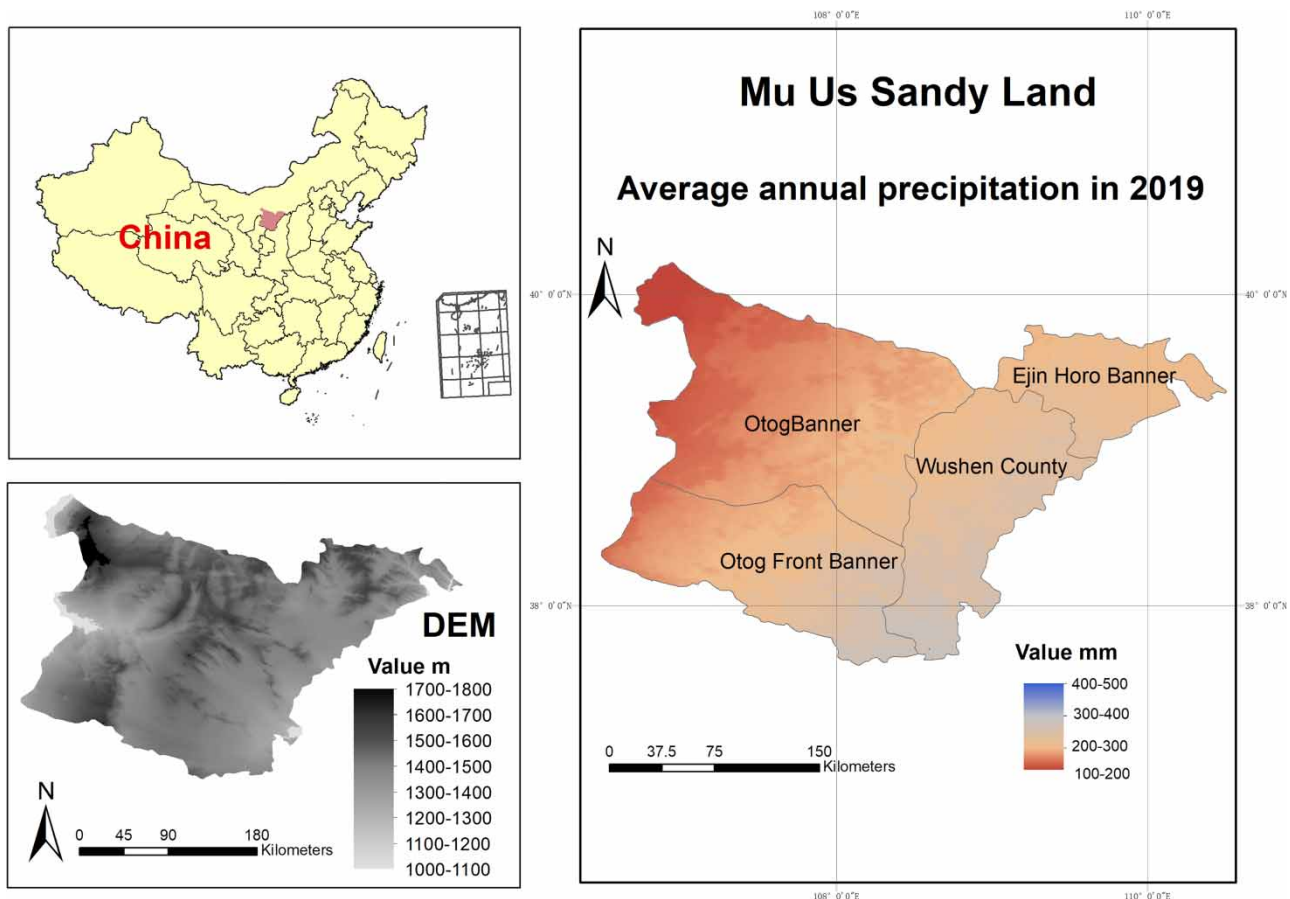 China
DEM
Value m
1700-1800
1600-1700
1500-1600
1400-1500
1300-1400
1200-1300
1100-1200
1000-1100
N
0 45 90 180
Kilometers
108° 0′0″E 110° 0′0″E
Mu Us Sandy Land
Average annual precipitation in 2019
N
40° 0′0″N 40° 0′0″N
Ejin Horo Banner
OtogBanner
Wushen County
Otog Front Banner
38° 0′0″N 38° 0′0″N
Value mm
400-500
300-400
200-300
100-200
0 37.5 75 150
Kilometers
108° 0′0″E 110° 0′0″E